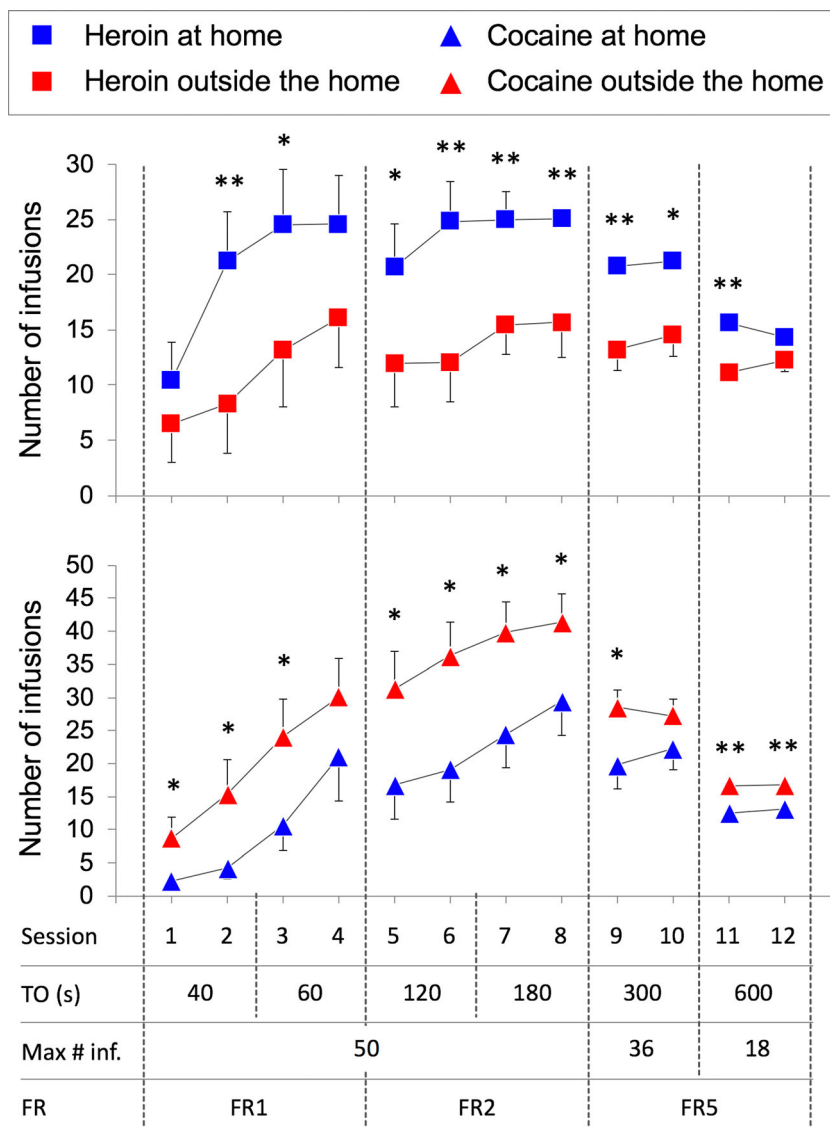 Heroin at home Cocaine at home
Heroin outside the home Cocaine outside the home
Number of infusions
30
25
20
15
10
5
0
** * * ** ** ** ** * **
Number of infusions
50
45
40
35
30
25
20
15
10
5
0
* * * * * * * * ** **
Session 1 2 3 4 5 6 7 8 9 10 11 12
TO (s) 40 60 120 180 300 600
Max # inf. 50 36 18
FR FR1 FR2 FR5